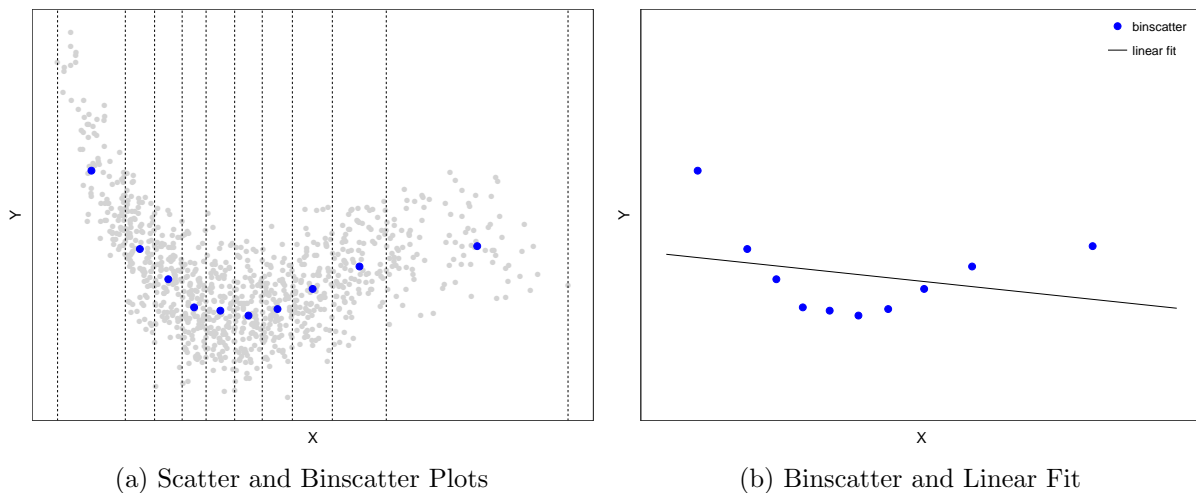 Y
X
(a) Scatter and Binscatter Plots
binscatter
linear fit
Y
X
(b) Binscatter and Linear Fit